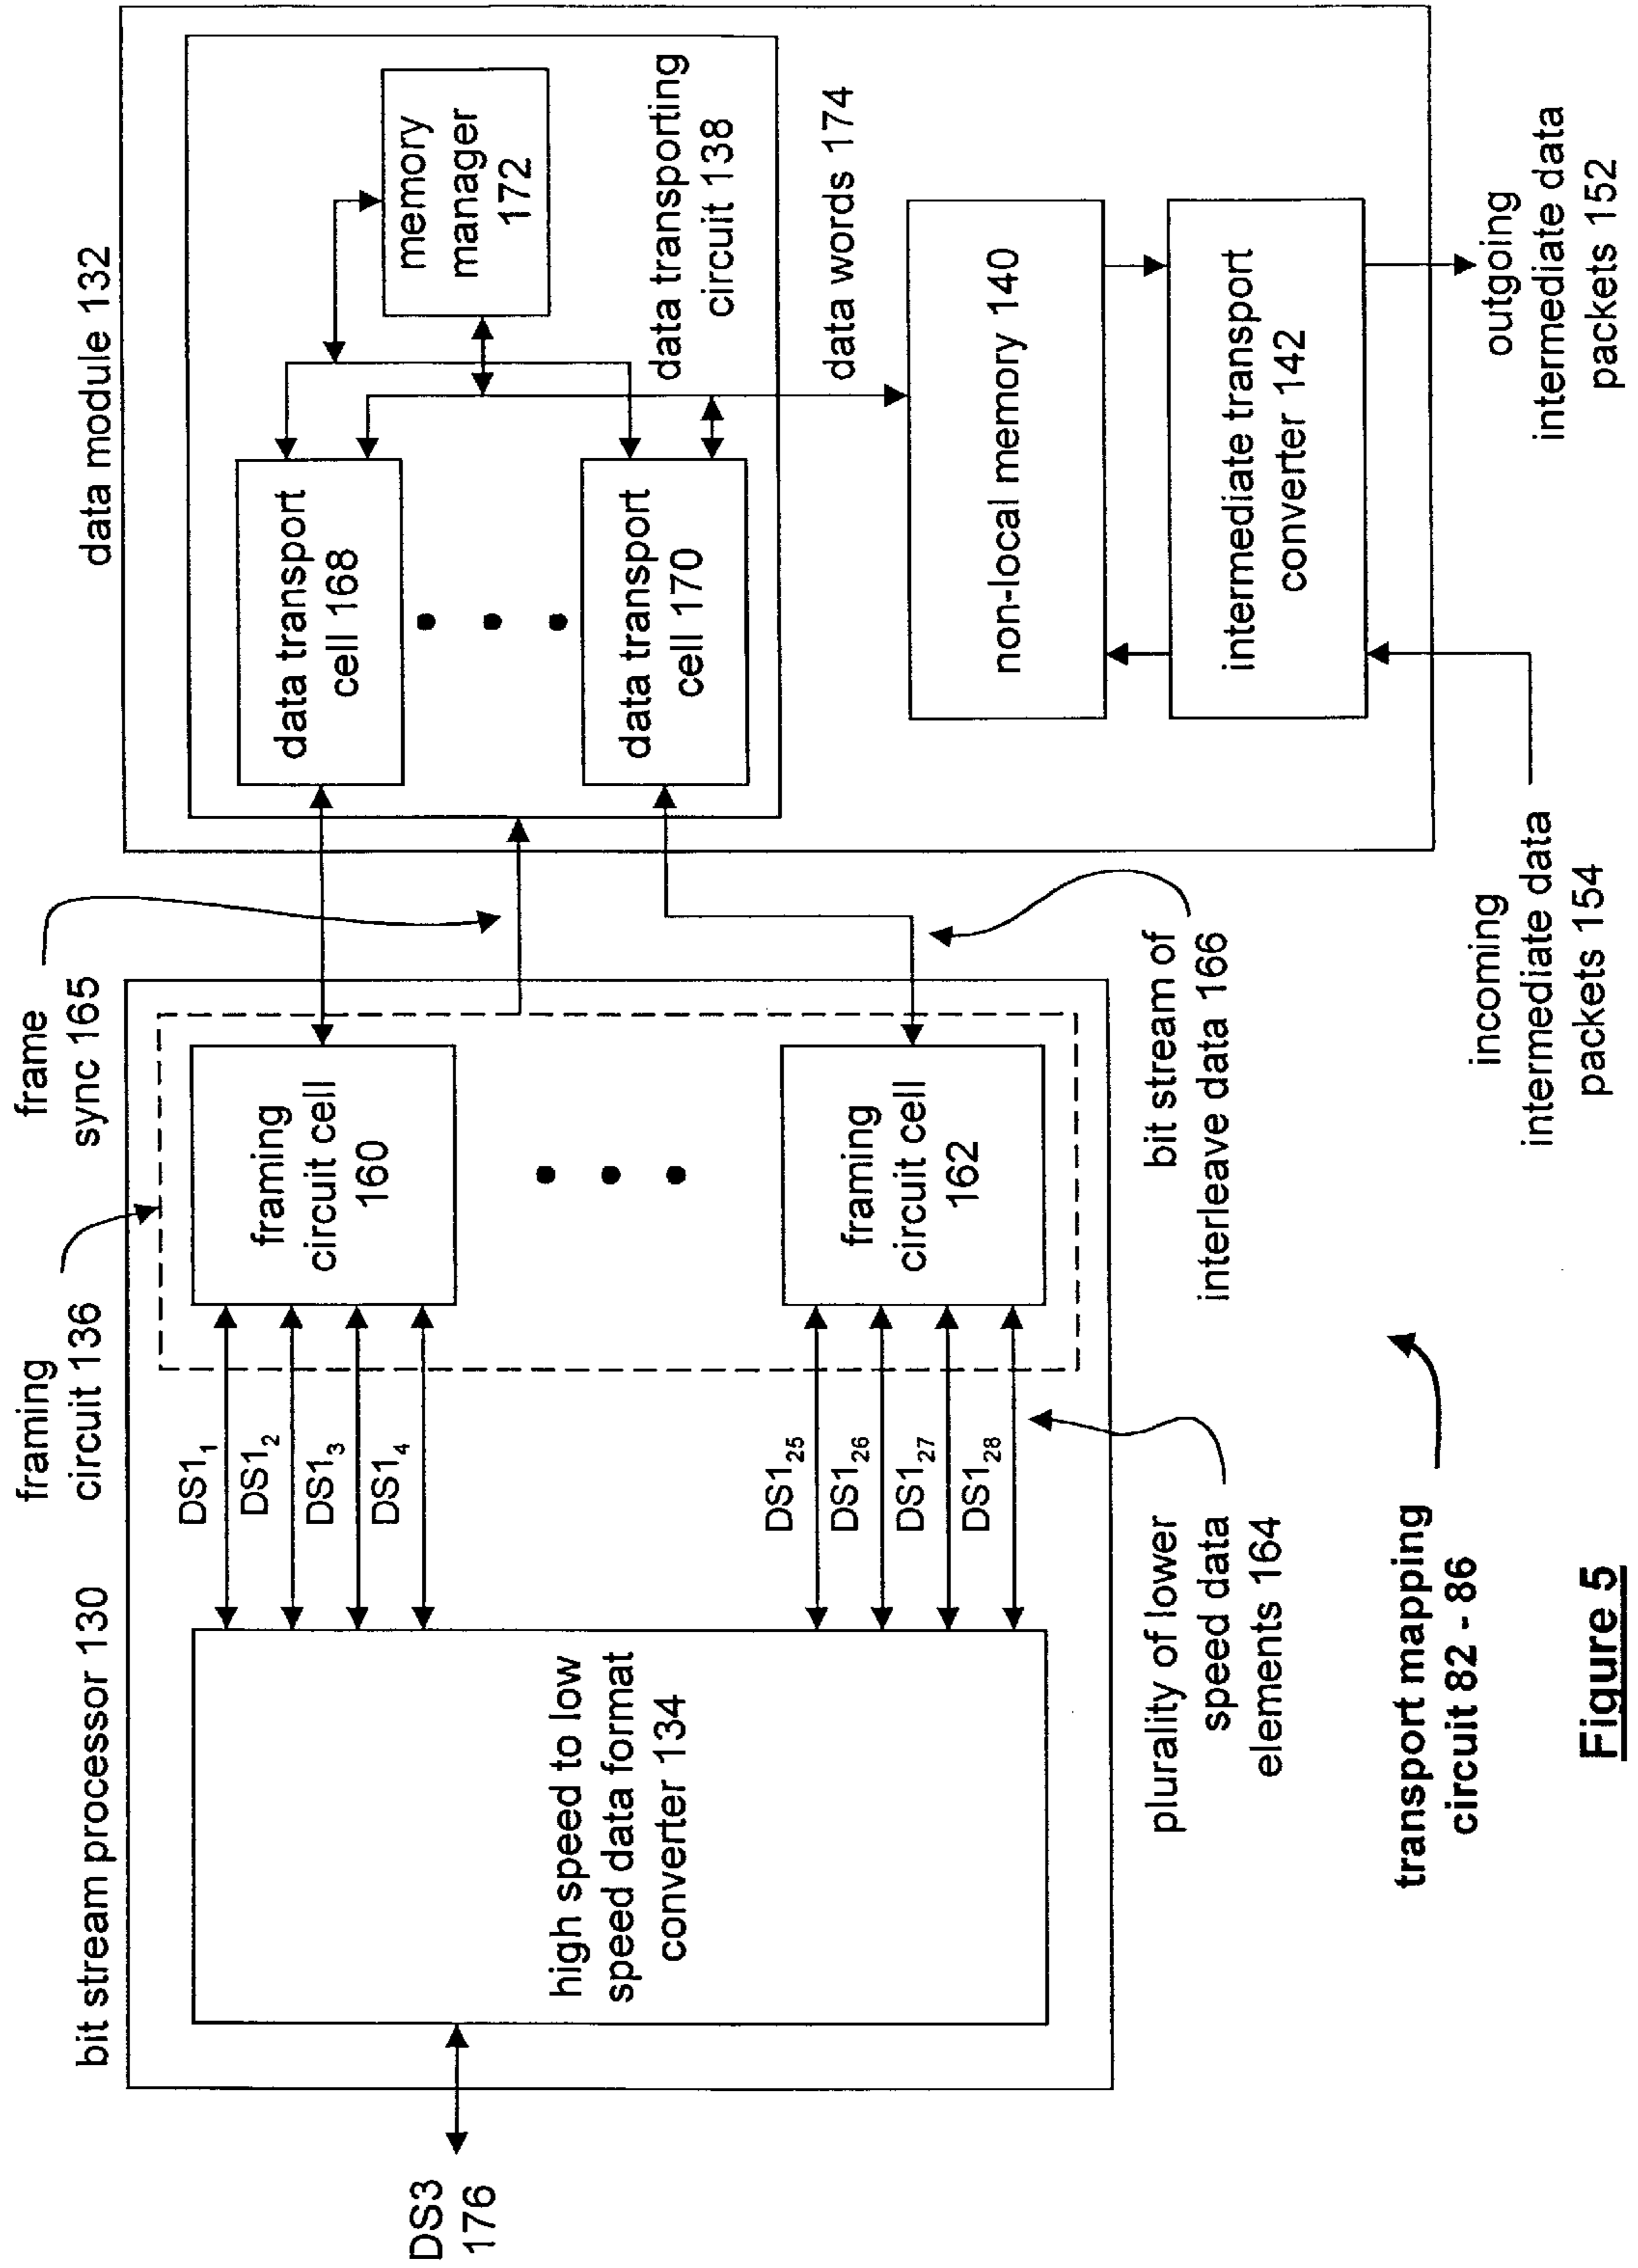 DS3
176
bit stream processor 130
high speed to low
speed data format
converter 134
framing
circuit 136
DS1₁
DS1₂
DS1₃
DS1₄
DS1₂₅
DS1₂₆
DS1₂₇
DS1₂₈
framing
circuit cell
160
framing
circuit cell
162
plurality of lower
speed data
elements 164
frame
sync 165
bit stream of
interleave data 166
data module 132
data transport
cell 168
data transport
cell 170
memory
manager
172
data transporting
circuit 138
data words 174
non-local memory 140
intermediate transport
converter 142
incoming
intermediate data
packets 154
outgoing
intermediate data
packets 152
transport mapping
circuit 82 - 86
Figure 5